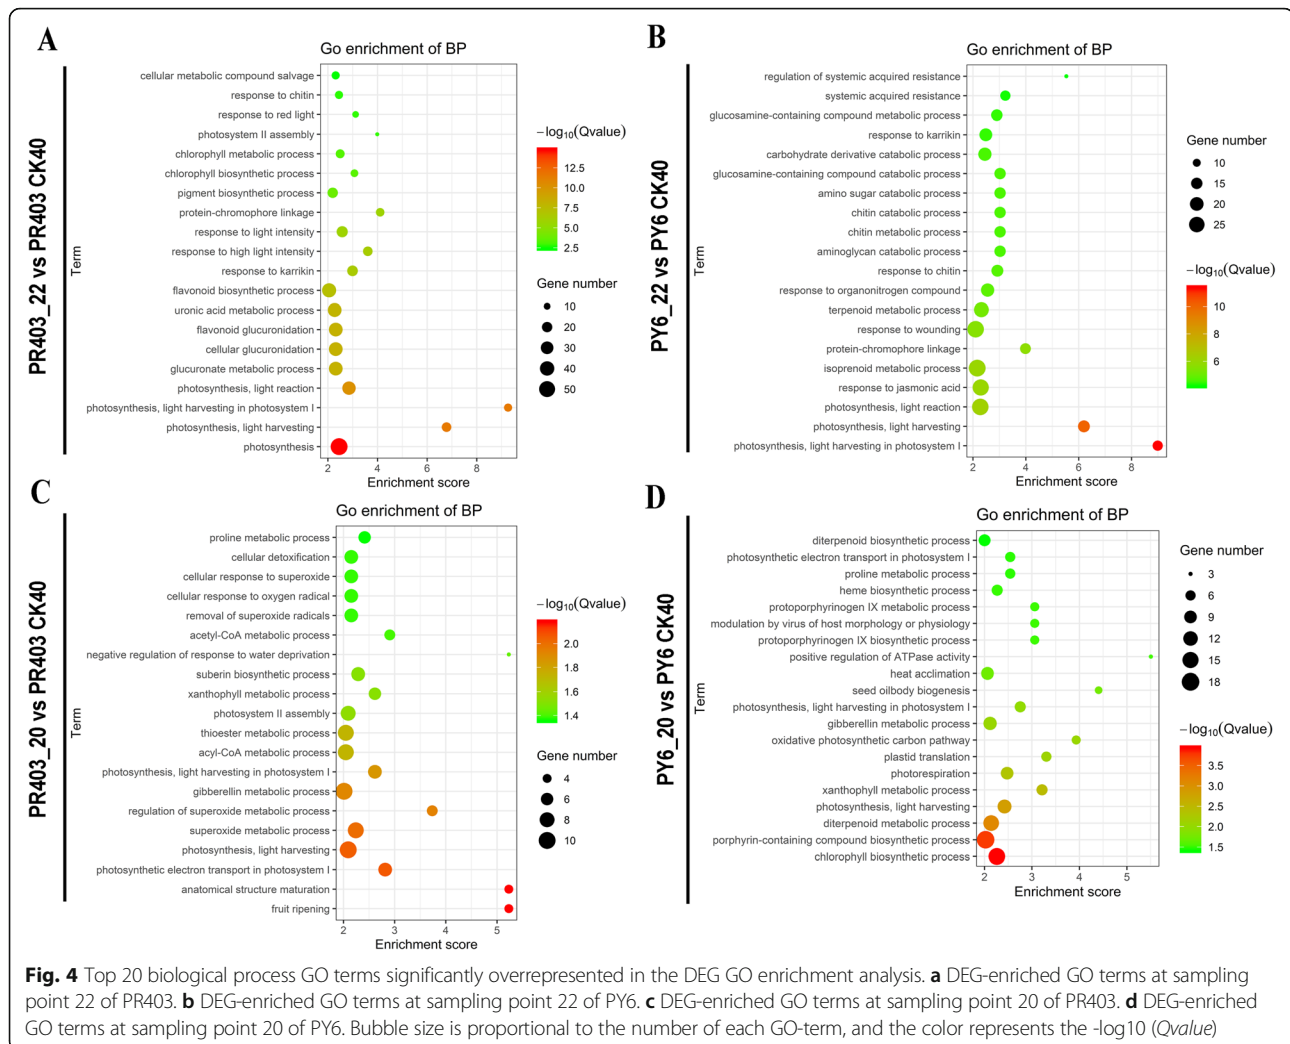 A
PR403_22 vs PR403 CK40
Go enrichment of BP
Term
cellular metabolic compound salvage
response to chitin
response to red light
photosystem II assembly
chlorophyll metabolic process
chlorophyll biosynthetic process
pigment biosynthetic process
protein-chromophore linkage
response to light intensity
response to high light intensity
response to karrikin
flavonoid biosynthetic process
uronic acid metabolic process
flavonoid glucuronidation
cellular glucuronidation
glucuronate metabolic process
photosynthesis, light reaction
photosynthesis, light harvesting in photosystem I
photosynthesis, light harvesting
photosynthesis
2 4 6 8
Enrichment score
−log10(Qvalue)
12.5
10.0
7.5
5.0
2.5
Gene number
10
20
30
40
50
B
PY6_22 vs PY6 CK40
Go enrichment of BP
Term
regulation of systemic acquired resistance
systemic acquired resistance
glucosamine-containing compound metabolic process
response to karrikin
carbohydrate derivative catabolic process
glucosamine-containing compound catabolic process
amino sugar catabolic process
chitin catabolic process
chitin metabolic process
aminoglycan catabolic process
response to chitin
response to organonitrogen compound
terpenoid metabolic process
response to wounding
protein-chromophore linkage
isoprenoid metabolic process
response to jasmonic acid
photosynthesis, light reaction
photosynthesis, light harvesting
photosynthesis, light harvesting in photosystem I
2 4 6 8
Enrichment score
Gene number
10
15
20
25
−log10(Qvalue)
10
6
C
PR403_20 vs PR403 CK40
Go enrichment of BP
Term
proline metabolic process
cellular detoxification
cellular response to superoxide
cellular response to oxygen radical
removal of superoxide radicals
acetyl-CoA metabolic process
negative regulation of response to water deprivation
suberin biosynthetic process
xanthophyll metabolic process
photosystem II assembly
thioester metabolic process
acyl-CoA metabolic process
photosynthesis, light harvesting in photosystem I
gibberellin metabolic process
regulation of superoxide metabolic process
superoxide metabolic process
photosynthesis, light harvesting
photosynthetic electron transport in photosystem I
anatomical structure maturation
fruit ripening
2 3 4 5
Enrichment score
−log10(Qvalue)
2.0
1.8
1.6
1.4
Gene number
4
6
8
10
D
PY6_20 vs PY6 CK40
Go enrichment of BP
Term
diterpenoid biosynthetic process
photosynthetic electron transport in photosystem I
proline metabolic process
heme biosynthetic process
protoporphyrinogen IX metabolic process
modulation by virus of host morphology or physiology
protoporphyrinogen IX biosynthetic process
positive regulation of ATPase activity
heat acclimation
seed oilbody biogenesis
photosynthesis, light harvesting in photosystem I
gibberellin metabolic process
oxidative photosynthetic carbon pathway
plastid translation
photorespiration
xanthophyll metabolic process
photosynthesis, light harvesting
diterpenoid metabolic process
porphyrin-containing compound biosynthetic process
chlorophyll biosynthetic process
2 3 4 5
Enrichment score
Gene number
3
6
9
12
15
18
−log10(Qvalue)
3.5
3.0
2.5
2.0
1.5
Fig. 4 Top 20 biological process GO terms significantly overrepresented in the DEG GO enrichment analysis. a DEG-enriched GO terms at sampling
point 22 of PR403. b DEG-enriched GO terms at sampling point 22 of PY6. c DEG-enriched GO terms at sampling point 20 of PR403. d DEG-enriched
GO terms at sampling point 20 of PY6. Bubble size is proportional to the number of each GO-term, and the color represents the -log10 (Qvalue)